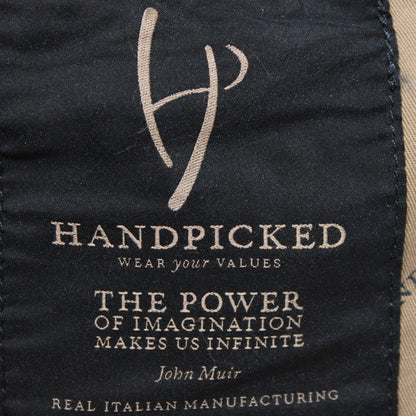 HANDPICKED
WEAR your VALUES
THE POWER
OF IMAGINATION
MAKES US INFINITE
John Muir
REAL ITALIAN MANUFACTURING